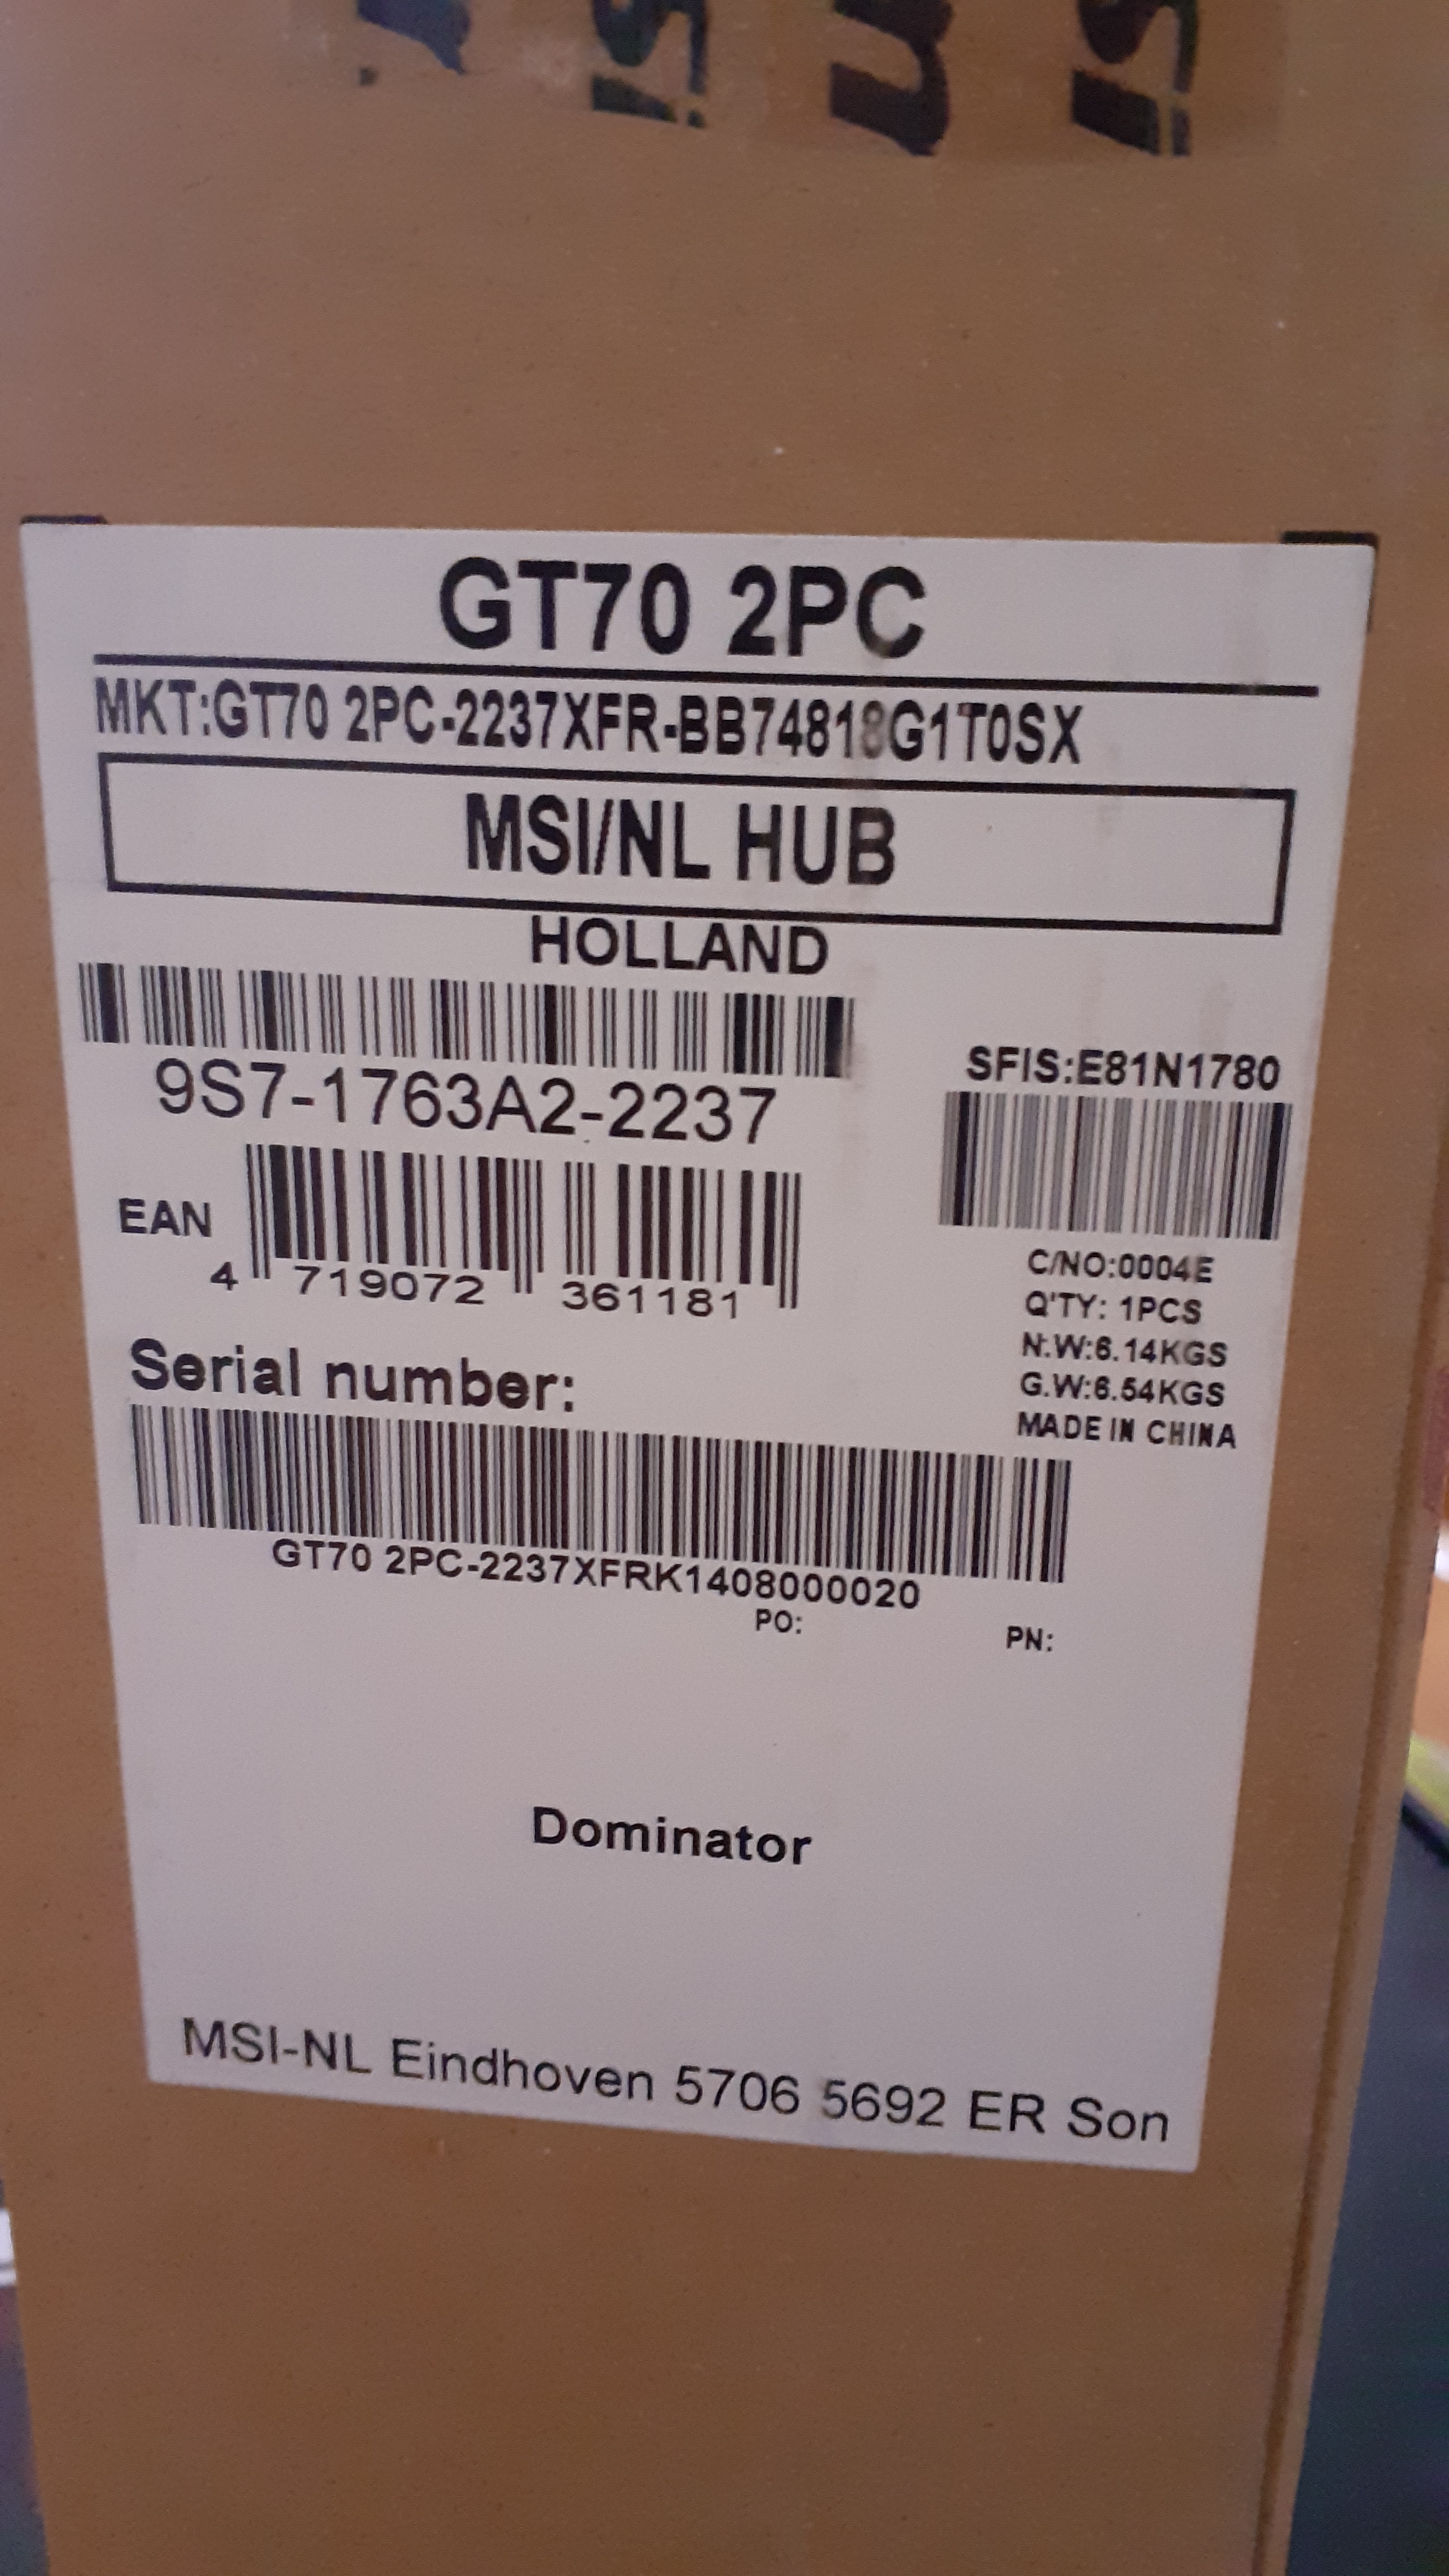 GT70 2PC
MKT:GT70 2PC-2237XFR-BB74818G1T0SX
MSI/NL HUB
HOLLAND
9S7-1763A2-2237
SFIS:E81N1780
EAN
4 719072 361181
C/NO:0004E
Q'TY: 1PCS
N.W:6.14KGS
G.W:6.54KGS
MADE IN CHINA
Serial number:
GT70 2PC-2237XFRK1408000020
PO:
PN:
Dominator
MSI-NL Eindhoven 5706 5692 ER Son